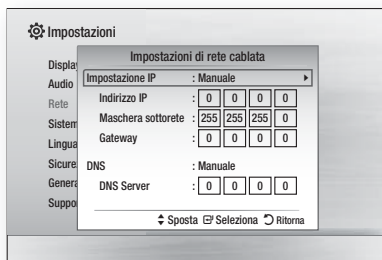 Impostazioni
Display
Audio
Rete
Sistem
Lingua
Sicure
Genera
Suppo
Impostazioni di rete cablata
Impostazione IP : Manuale
Indirizzo IP : 0 0 0 0
Maschera sottorete : 255 255 255 0
Gateway : 0 0 0 0
DNS : Manuale
DNS Server : 0 0 0 0
Sposta Seleziona Ritorna